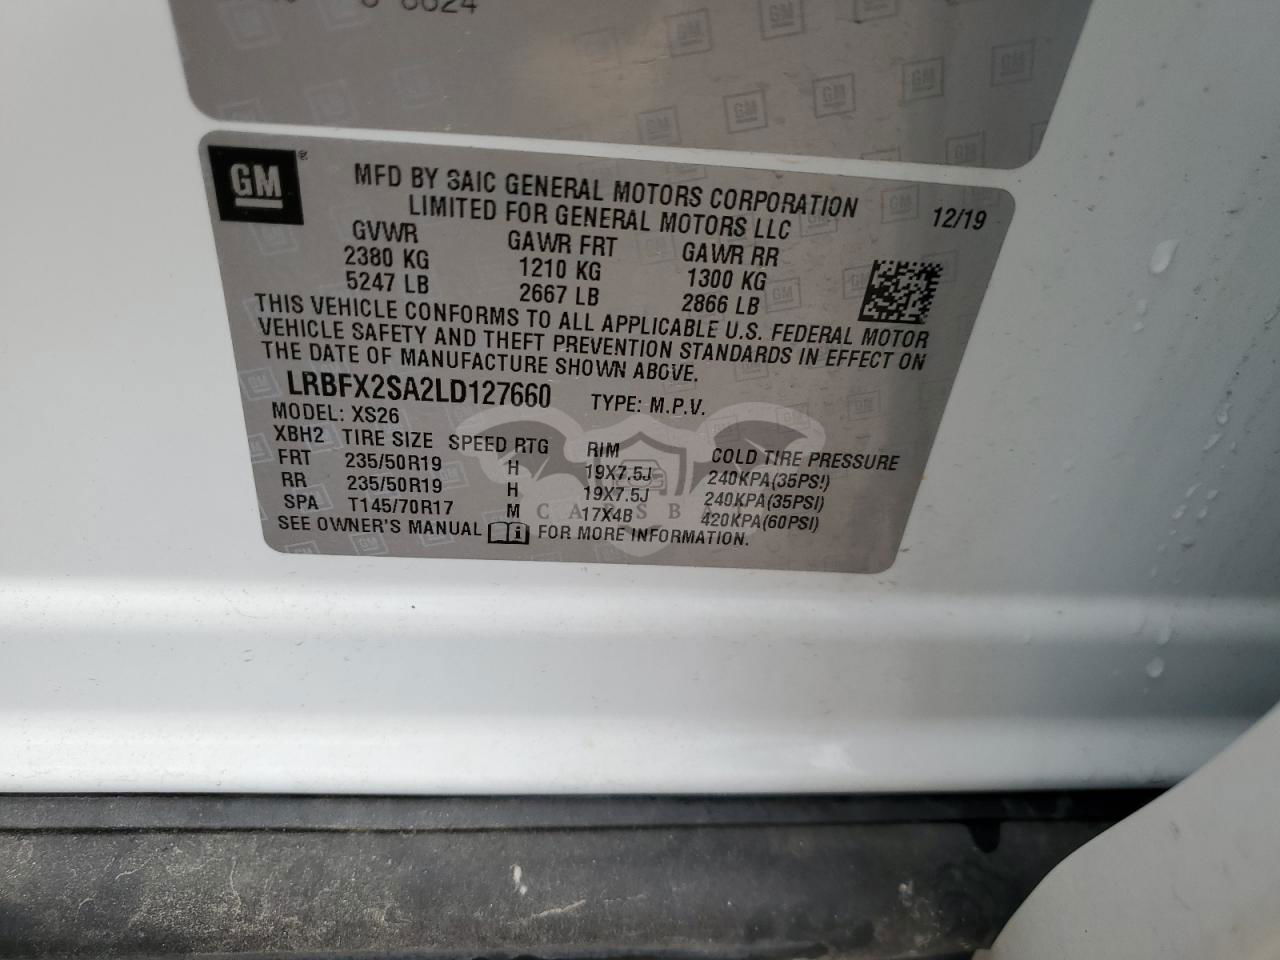 GM
MFD BY SAIC GENERAL MOTORS CORPORATION
LIMITED FOR GENERAL MOTORS LLC
12/19
GVWR GAWR FRT GAWR RR
2380 KG 1210 KG 1300 KG
5247 LB 2667 LB 2866 LB
THIS VEHICLE CONFORMS TO ALL APPLICABLE U.S. FEDERAL MOTOR
VEHICLE SAFETY AND THEFT PREVENTION STANDARDS IN EFFECT ON
THE DATE OF MANUFACTURE SHOWN ABOVE.
LRBFX2SA2LD127660 TYPE: M.P.V.
MODEL: XS26
XBH2 TIRE SIZE SPEED RTG RIM COLD TIRE PRESSURE
FRT 235/50R19 H 19X7.5J 240KPA(35PSI)
RR 235/50R19 H 19X7.5J 240KPA(35PSI)
SPA T145/70R17 M 17X4B 420KPA(60PSI)
SEE OWNER'S MANUAL i FOR MORE INFORMATION.